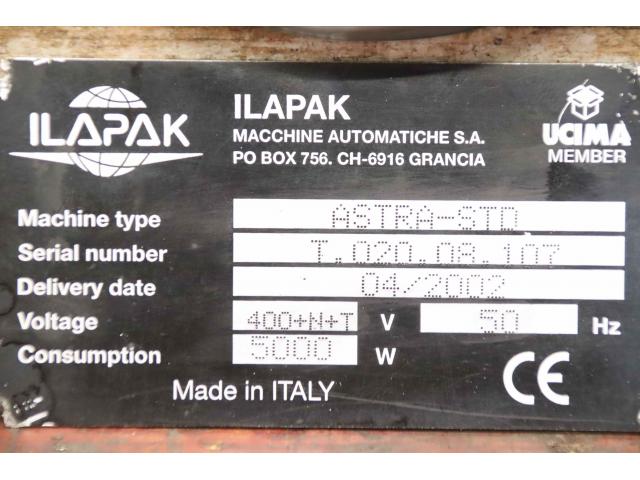 ILAPAK
ILAPAK
MACCHINE AUTOMATICHE S.A.
PO BOX 756. CH-6916 GRANCIA
UCIMA
MEMBER
Machine type ASTRA-STD
Serial number T.020.08.107
Delivery date 04/2002
Voltage 400+N+T V 50 Hz
Consumption 5000 W
Made in ITALY CE